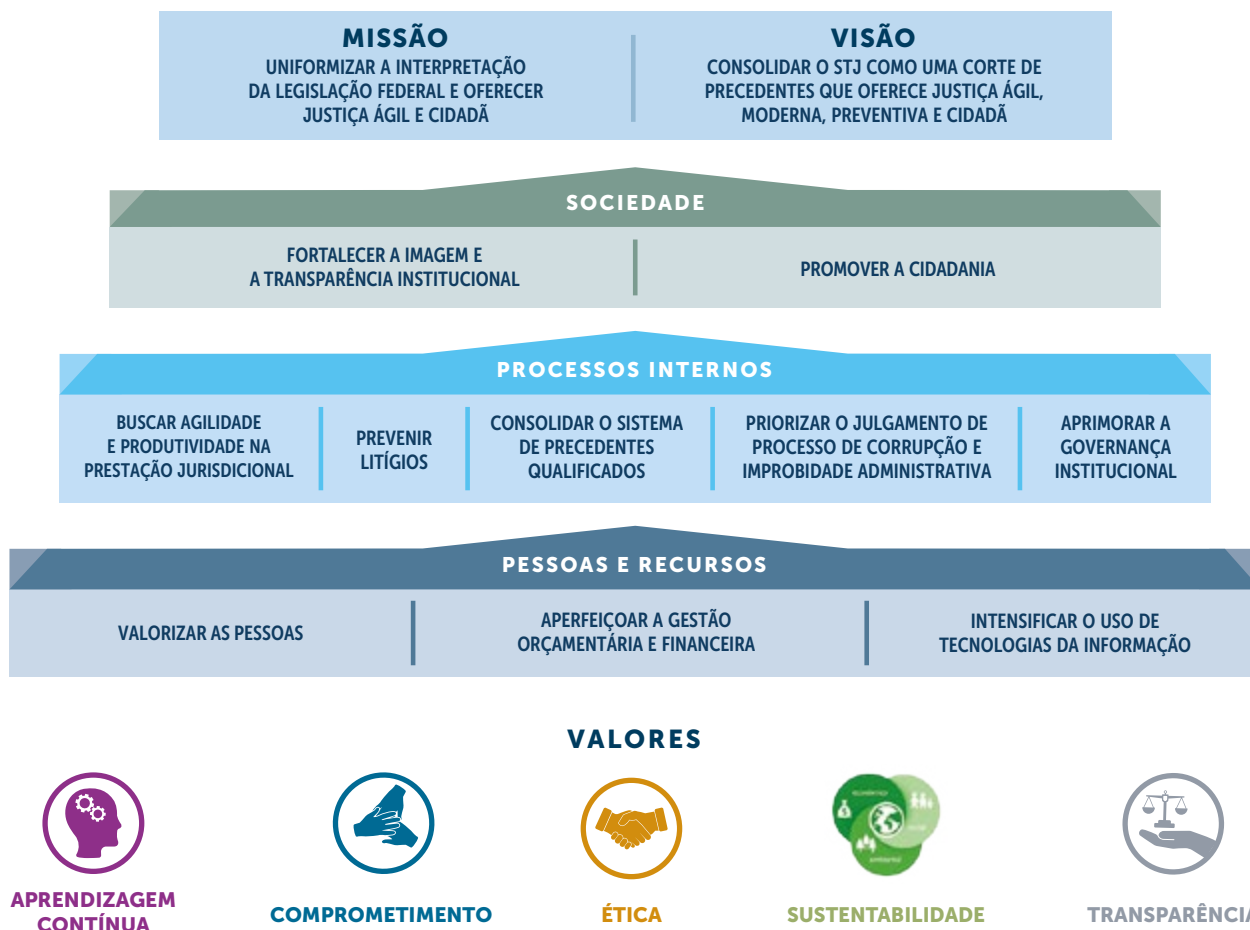 MISSÃO
UNIFORMIZAR A INTERPRETAÇÃO
DA LEGISLAÇÃO FEDERAL E OFERECER
JUSTIÇA ÁGIL E CIDADÃ
VISÃO
CONSOLIDAR O STJ COMO UMA CORTE DE
PRECEDENTES QUE OFERECE JUSTIÇA ÁGIL,
MODERNA, PREVENTIVA E CIDADÃ
SOCIEDADE
FORTALECER A IMAGEM E
A TRANSPARÊNCIA INSTITUCIONAL
PROMOVER A CIDADANIA
PROCESSOS INTERNOS
BUSCAR AGILIDADE
E PRODUTIVIDADE NA
PRESTAÇÃO JURISDICIONAL
PREVENIR
LITÍGIOS
CONSOLIDAR O SISTEMA
DE PRECEDENTES
QUALIFICADOS
PRIORIZAR O JULGAMENTO DE
PROCESSO DE CORRUPÇÃO E
IMPROBIDADE ADMINISTRATIVA
APRIMORAR A
GOVERNANÇA
INSTITUCIONAL
PESSOAS E RECURSOS
VALORIZAR AS PESSOAS
APERFEIÇOAR A GESTÃO
ORÇAMENTÁRIA E FINANCEIRA
INTENSIFICAR O USO DE
TECNOLOGIAS DA INFORMAÇÃO
VALORES
APRENDIZAGEM
CONTÍNUA
COMPROMETIMENTO
ÉTICA
SUSTENTABILIDADE
TRANSPARÊNCIA